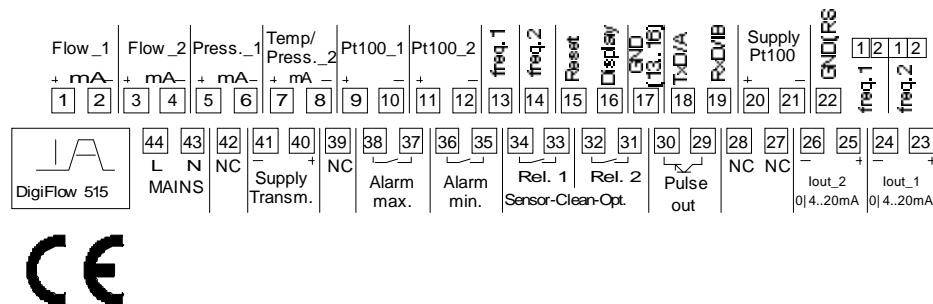 Flow_1 Flow_2 Press._1 Temp/ Press._2 Pt100_1 Pt100_2 freq. 1 freq.2 Reset Display GND (13..16) TxD/A RxD/B Supply Pt100 GND(RS 1 2 1 2
+ mA – + mA – + mA – + mA – + – + – + – freq.1 freq.2
1 2 3 4 5 6 7 8 9 10 11 12 13 14 15 16 17 18 19 20 21 22
44 43 42 41 40 39 38 37 36 35 34 33 32 31 30 29 28 27 26 25 24 23
L N NC – + NC Rel. 1 Rel. 2 NC NC – + – +
MAINS Supply Transm. Alarm max. Alarm min. Sensor-Clean-Opt. Pulse out Iout_2 Iout_1
0|4..20mA 0|4..20mA
DigiFlow 515
CE